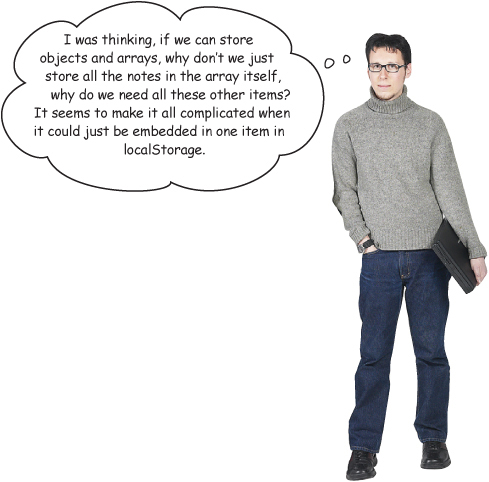 I was thinking, if we can store
objects and arrays, why don't we just
store all the notes in the array itself,
why do we need all these other items?
It seems to make it all complicated when
it could just be embedded in one item in
localStorage.